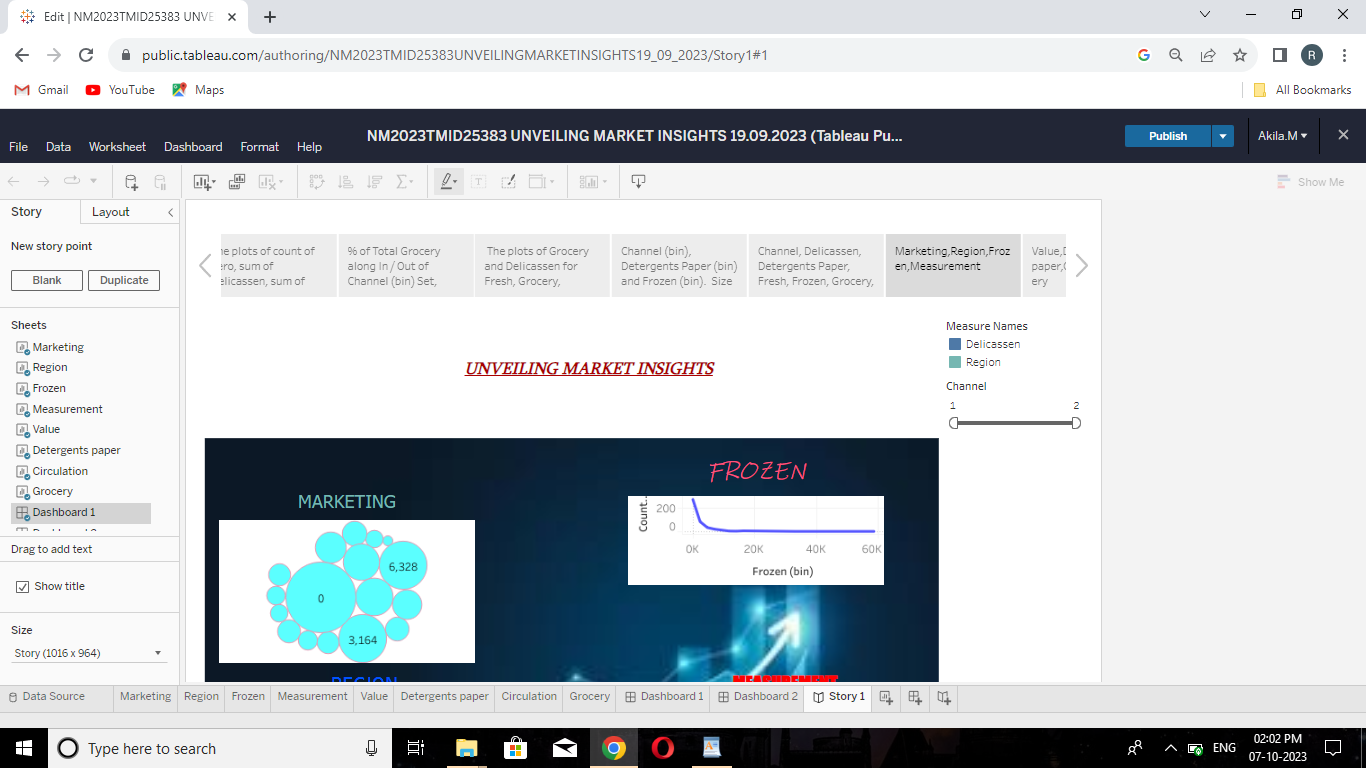 Edit | NM2023TMID25383 UNVE
public.tableau.com/authoring/NM2023TMID25383UNVEILINGMARKETINSIGHTS19_09_2023/Story1#1
R
Gmail YouTube Maps All Bookmarks
NM2023TMID25383 UNVEILING MARKET INSIGHTS 19.09.2023 (Tableau Pu...
Publish Akila.M
File Data Worksheet Dashboard Format Help
Show Me
Story Layout
New story point
Blank Duplicate
Sheets
Marketing
Region
Frozen
Measurement
Value
Detergents paper
Circulation
Grocery
Dashboard 1
Drag to add text
Show title
Size
Story (1016 x 964)
he plots of count of
ero, sum of
elicassen, sum of
% of Total Grocery
along In / Out of
Channel (bin) Set,
The plots of Grocery
and Delicassen for
Fresh, Grocery,
Channel (bin),
Detergents Paper (bin)
and Frozen (bin). Size
Channel, Delicassen,
Detergents Paper,
Fresh, Frozen, Grocery,
Marketing,Region,Froz
en,Measurement
Value,D
paper,C
ery
UNVEILING MARKET INSIGHTS
Measure Names
Delicassen
Region
Channel
1 2
MARKETING
6,328
0
3,164
FROZEN
Count..
200
0
0K 20K 40K 60K
Frozen (bin)
REGION
MEASUREMENT
Data Source Marketing Region Frozen Measurement Value Detergents paper Circulation Grocery Dashboard 1 Dashboard 2 Story 1
Type here to search
ENG
02:02 PM
07-10-2023